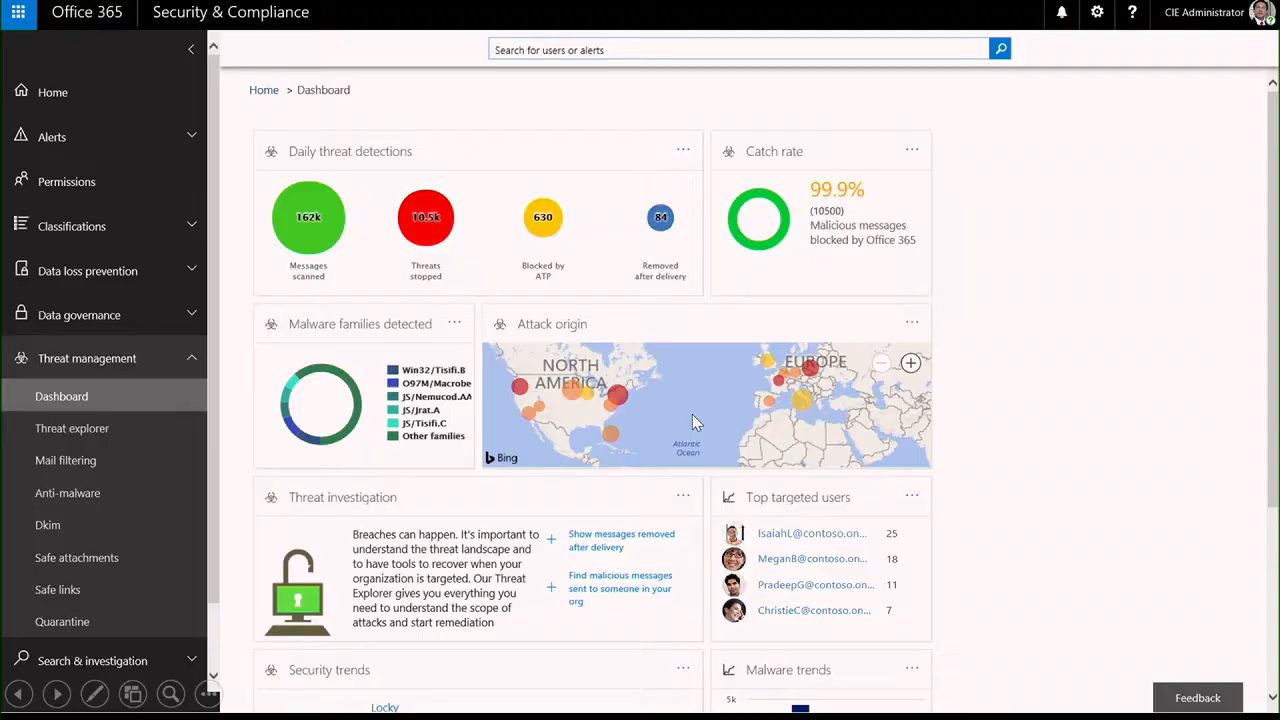 Office 365
Security & Compliance
CIE Administrator
Search for users or alerts
Home
Alerts
Permissions
Classifications
Data loss prevention
Data governance
Threat management
Dashboard
Threat explorer
Mail filtering
Anti-malware
Dkim
Safe attachments
Safe links
Quarantine
Search & investigation
Home > Dashboard
Daily threat detections
162k
10.5k
630
84
Messages
scanned
Threats
stopped
Blocked by
ATP
Removed
after delivery
Catch rate
99.9%
(10500)
Malicious messages
blocked by Office 365
Malware families detected
Win32/Tisifi.B
O97M/Macrobe
JS/Nemucod.AA
JS/Jrat.A
JS/Tisifi.C
Other families
Attack origin
NORTH
AMERICA
EUROPE
Atlantic
Ocean
Bing
Threat investigation
Breaches can happen. It's important to
understand the threat landscape and
to have tools to recover when your
organization is targeted. Our Threat
Explorer gives you everything you
need to understand the scope of
attacks and start remediation
Show messages removed
after delivery
Find malicious messages
sent to someone in your
org
Top targeted users
IsaiahL@contoso.on... 25
MeganB@contoso.on... 18
PradeepG@contoso.on... 11
ChristieC@contoso.on... 7
Security trends
Locky
Malware trends
5k
Feedback